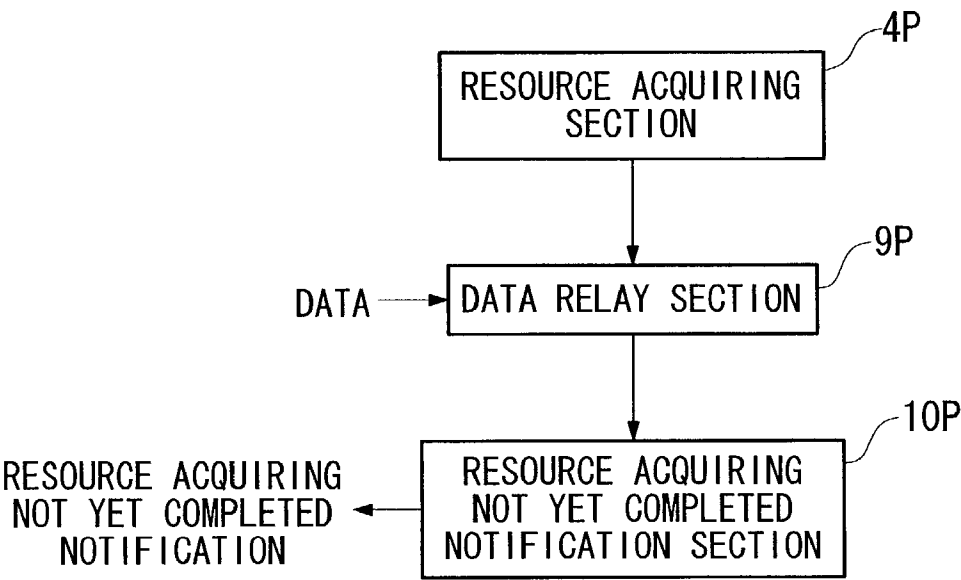 4P
RESOURCE ACQUIRING
SECTION
9P
DATA
DATA RELAY SECTION
10P
RESOURCE ACQUIRING
NOT YET COMPLETED
NOTIFICATION
RESOURCE ACQUIRING
NOT YET COMPLETED
NOTIFICATION SECTION